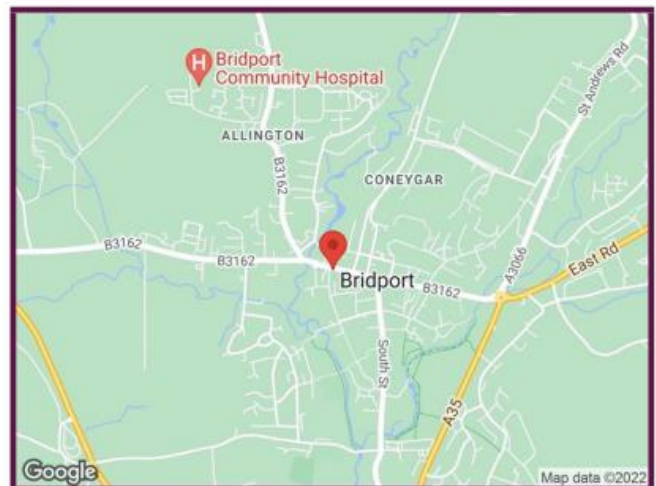 H
Bridport
Community Hospital
St Andrews Rd
ALLINGTON
B3162
CONEYGAR
B3162
B3162
Bridport
B3162
A3066
East Rd
South St
A35
Google
Map data ©2022